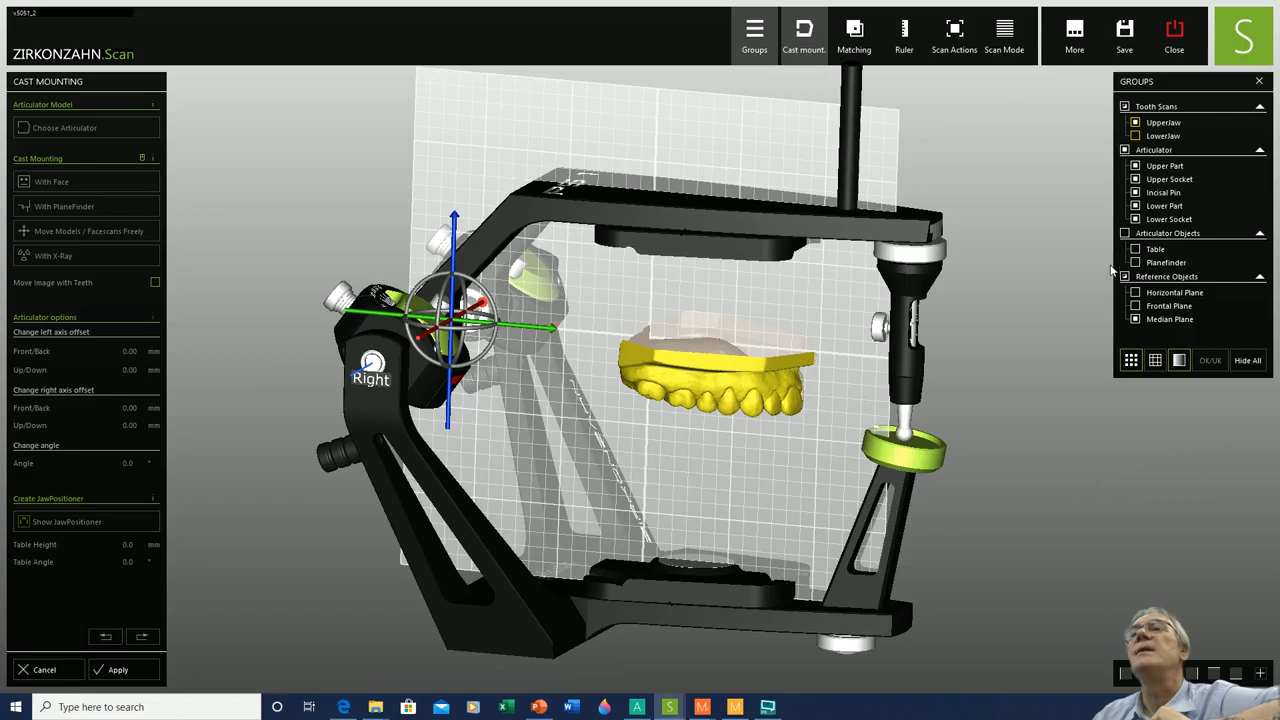 v.5051_2
ZIRKONZAHN.Scan
Groups
Cast mount.
Matching
Ruler
Scan Actions
Scan Mode
More
Save
Close
S
CAST MOUNTING
Articulator Model
i
Choose Articulator
Cast Mounting
i
With Face
With PlaneFinder
Move Models / Facescans Freely
With X-Ray
Move Image with Teeth
Articulator options
Change left axis offset
Front/Back 0.00 mm
Up/Down 0.00 mm
Change right axis offset
Front/Back 0.00 mm
Up/Down 0.00 mm
Change angle
Angle 0.0 °
Create JawPositioner
i
Show JawPositioner
Table Height 0.0 mm
Table Angle 0.0 °
Cancel
Apply
Right
GROUPS
Tooth Scans
UpperJaw
LowerJaw
Articulator
Upper Part
Upper Socket
Incisal Pin
Lower Part
Lower Socket
Articulator Objects
Table
Planefinder
Reference Objects
Horizontal Plane
Frontal Plane
Median Plane
OK/UK
Hide All
Type here to search
A
S
M
M